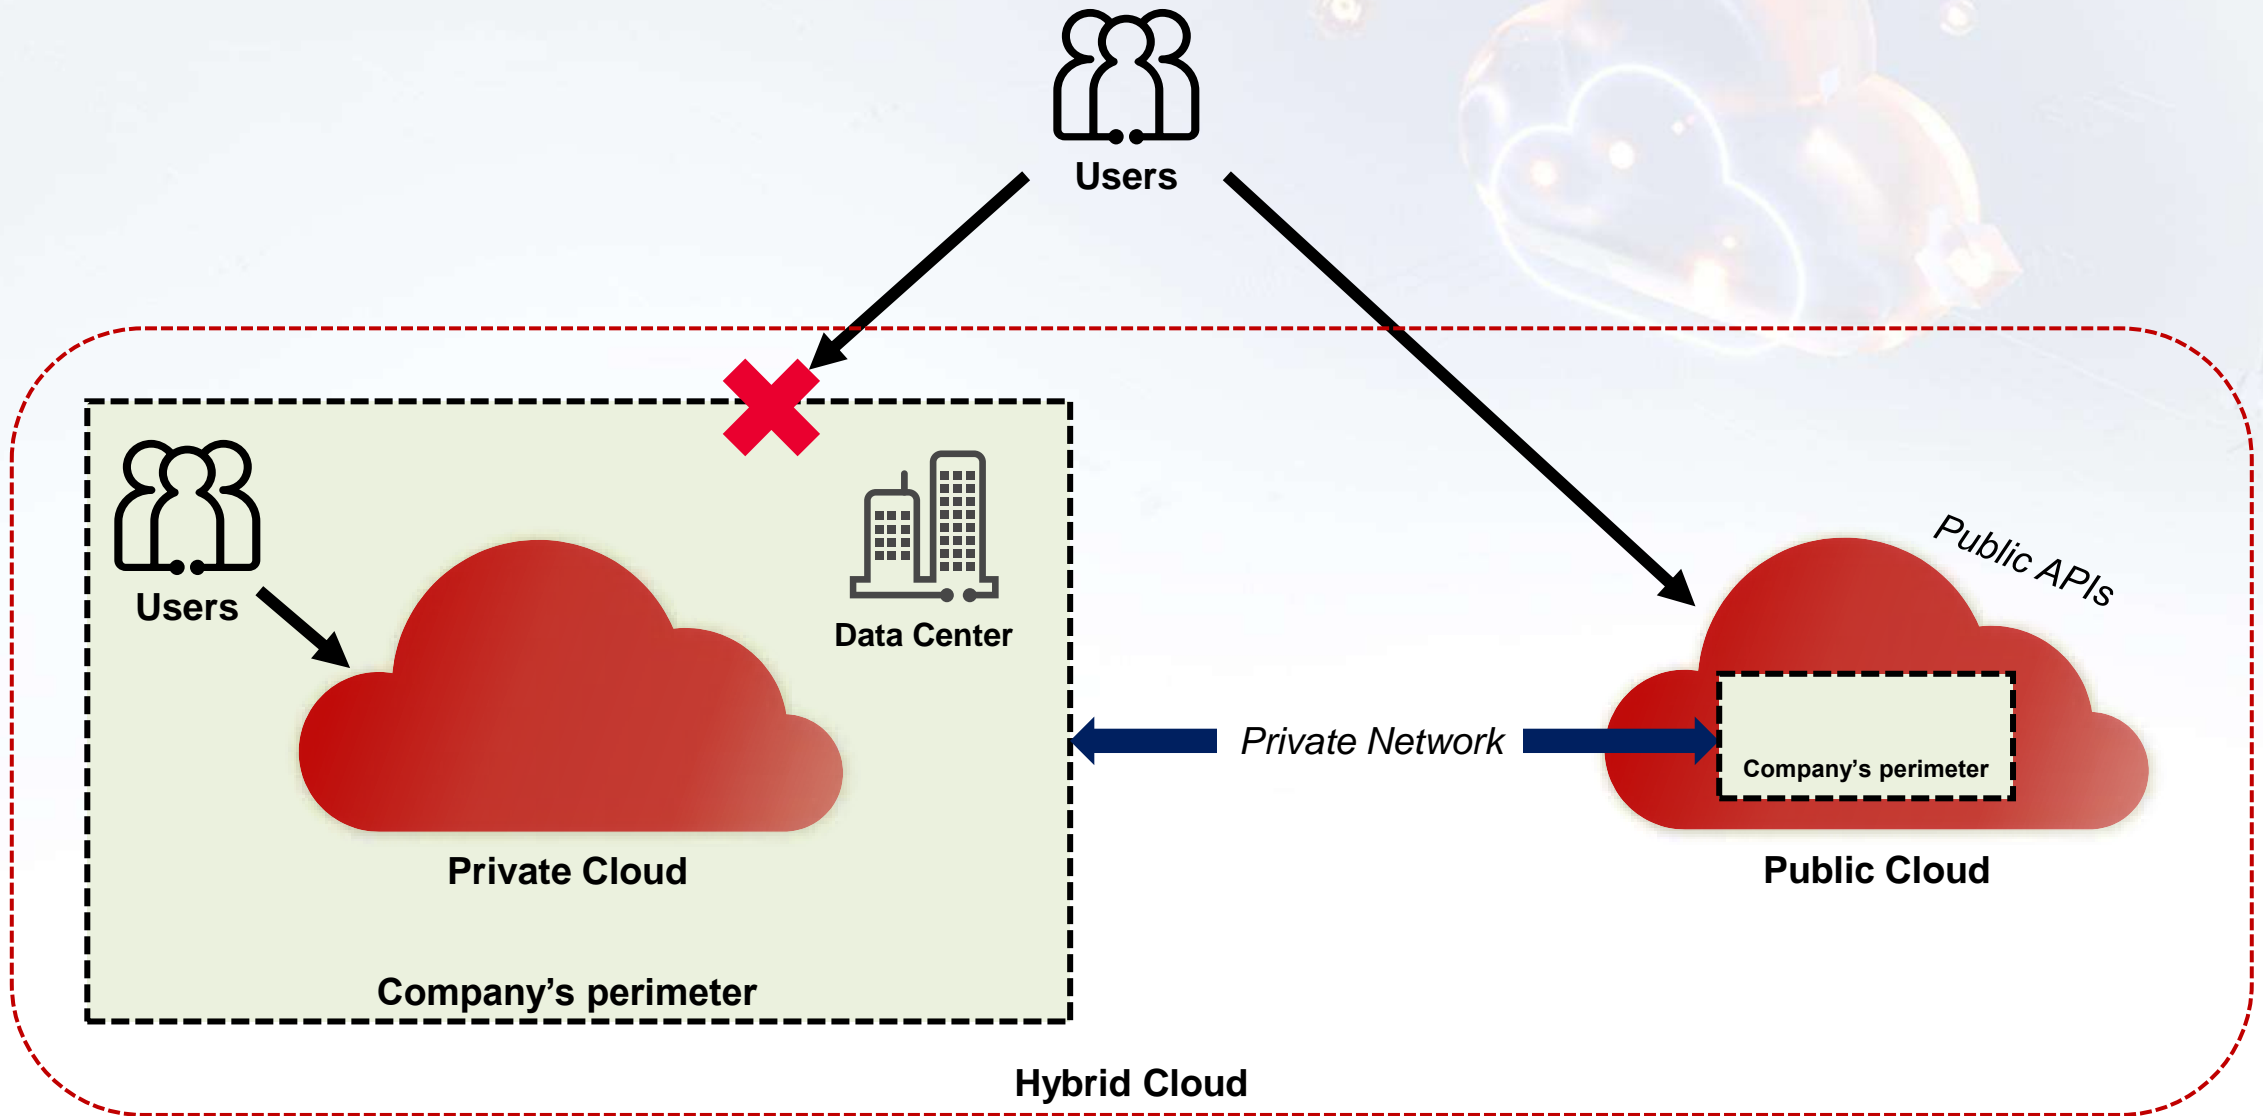 Users
Users
Data Center
Public APIs
Private Network
Company’s perimeter
Private Cloud
Public Cloud
Company’s perimeter
Hybrid Cloud